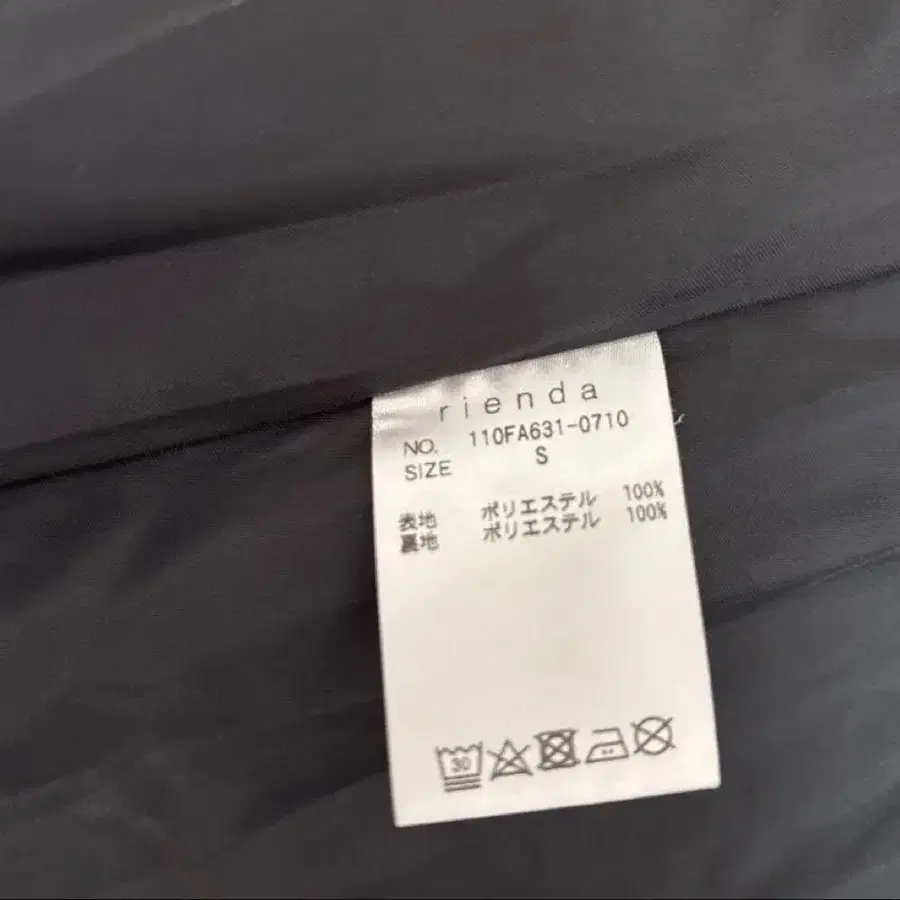 rienda
NO. 110FA631-0710
SIZE S
表地 ポリエステル 100%
裏地 ポリエステル 100%
30